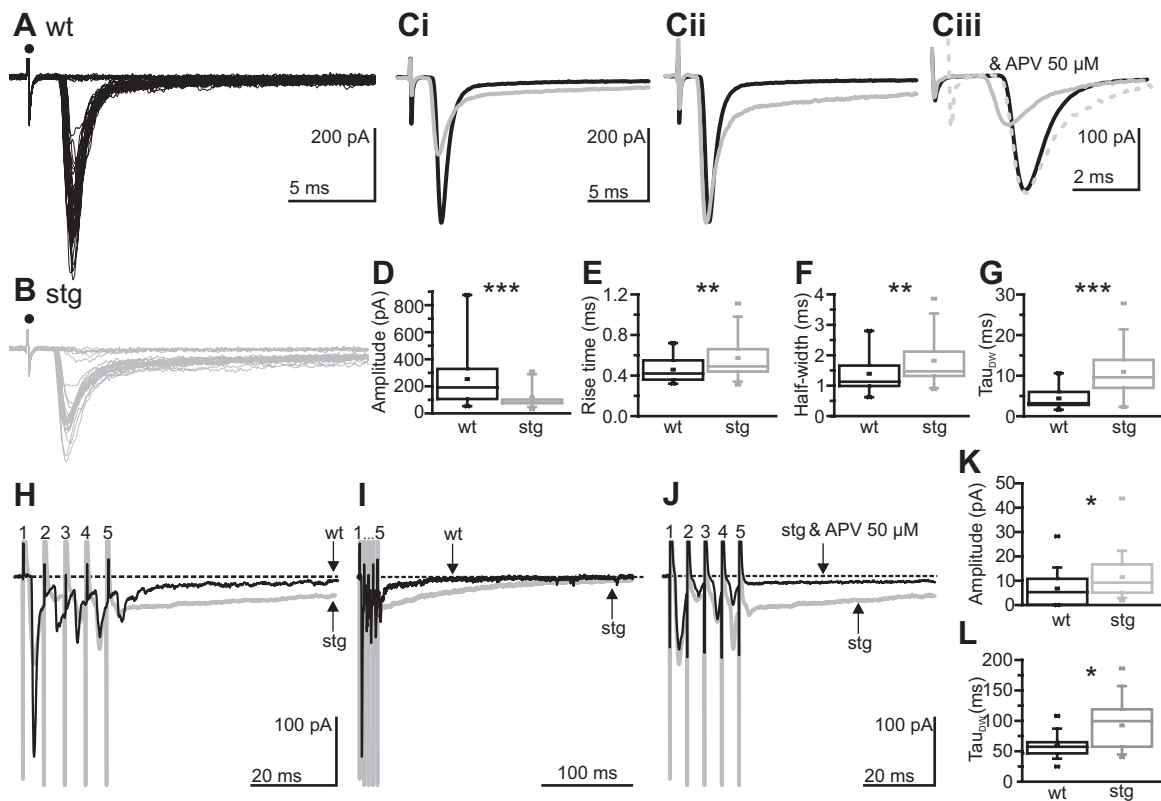 A wt
200 pA
5 ms
Ci
200 pA
5 ms
Cii
200 pA
5 ms
Ciii
& APV 50 µM
100 pA
2 ms
B stg
D
Amplitude (pA)
800
600
400
200
0
***
wt stg
E
Rise time (ms)
1.2
0.8
0.4
0.0
**
wt stg
F
Half-width (ms)
4
3
2
1
0
**
wt stg
G
Tau_DW (ms)
30
20
10
0
***
wt stg
H
1 2 3 4 5
wt
stg
100 pA
20 ms
I
1...5
wt
stg
100 ms
J
1 2 3 4 5
stg & APV 50 µM
stg
100 pA
20 ms
K
Amplitude (pA)
50
40
30
20
10
0
*
wt stg
L
Tau_DW (ms)
200
150
100
50
0
*
wt stg